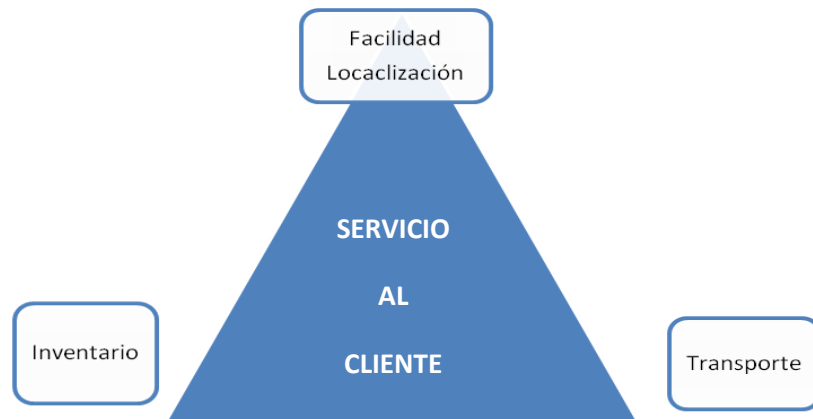 Facilidad
Locaclización
SERVICIO
AL
CLIENTE
Inventario
Transporte